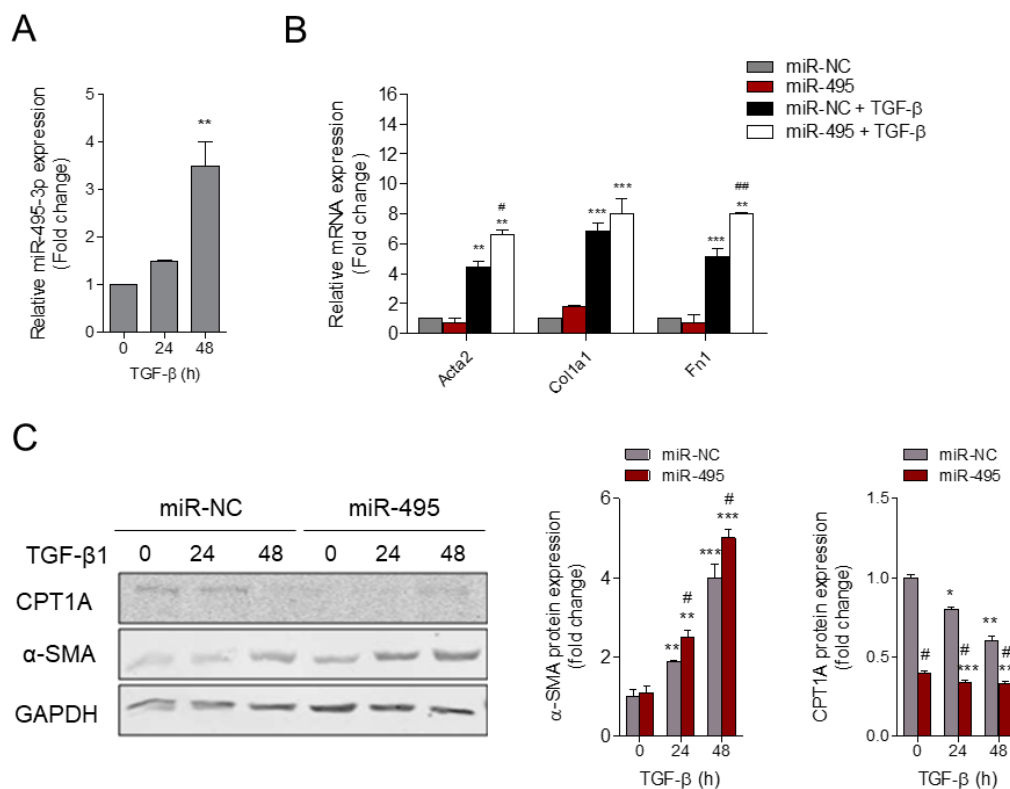 A
Relative miR-495-3p expression
(Fold change)
5
4
3
2
1
0
**
0 24 48
TGF-β (h)
B
miR-NC
miR-495
miR-NC + TGF-β
miR-495 + TGF-β
Relative mRNA expression
(Fold change)
16
14
12
10
8
6
4
2
0
** # **
*** ***
*** ## **
Acta2 Col1a1 Fn1
C
miR-NC miR-495
TGF-β1 0 24 48 0 24 48
CPT1A
α-SMA
GAPDH
miR-NC
miR-495
α-SMA protein expression
(fold change)
6
4
2
0
** # **
*** # ***
0 24 48
TGF-β (h)
miR-NC
miR-495
CPT1A protein expression
(fold change)
1.5
1.0
0.5
0.0
#
* # ***
** # **
0 24 48
TGF-β (h)